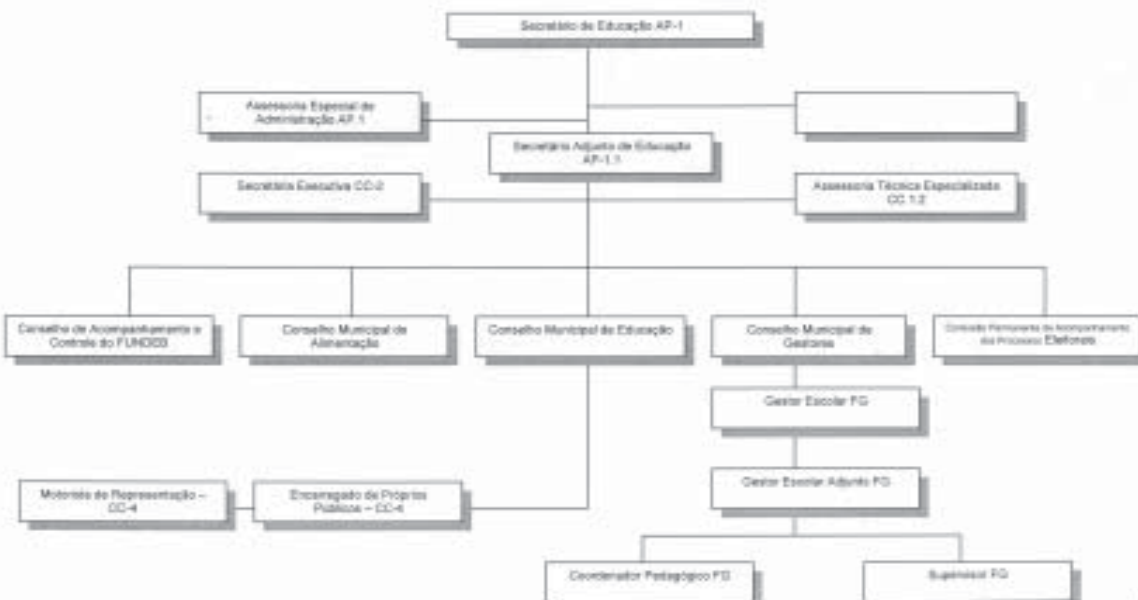 Secretário de Educação AP-1
Assessoria Especial de
Administração AP 1
Secretário Adjunto de Educação
AP-1.1
Secretária Executiva CC-2
Assessoria Técnica Especializada
CC 1.2
Conselho de Acompanhamento e
Controle do FUNDEB
Conselho Municipal de
Alimentação
Conselho Municipal de Educação
Conselho Municipal de
Gestores
Comissão Permanente de Acompanhamento
dos Processos Eleitorais
Gestor Escolar FG
Gestor Escolar Adjunto FG
Motorista de Representação –
CC-4
Encarregado de Próprios
Públicos – CC-4
Coordenador Pedagógico FG
Supervisor FG